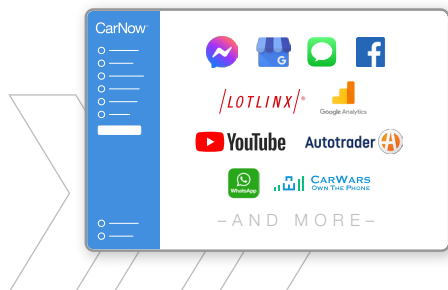 CarNow
G
f
/LOTLINX/®
Google Analytics
YouTube Autotrader A
WhatsApp
CARWARS
OWN THE PHONE
–AND MORE–